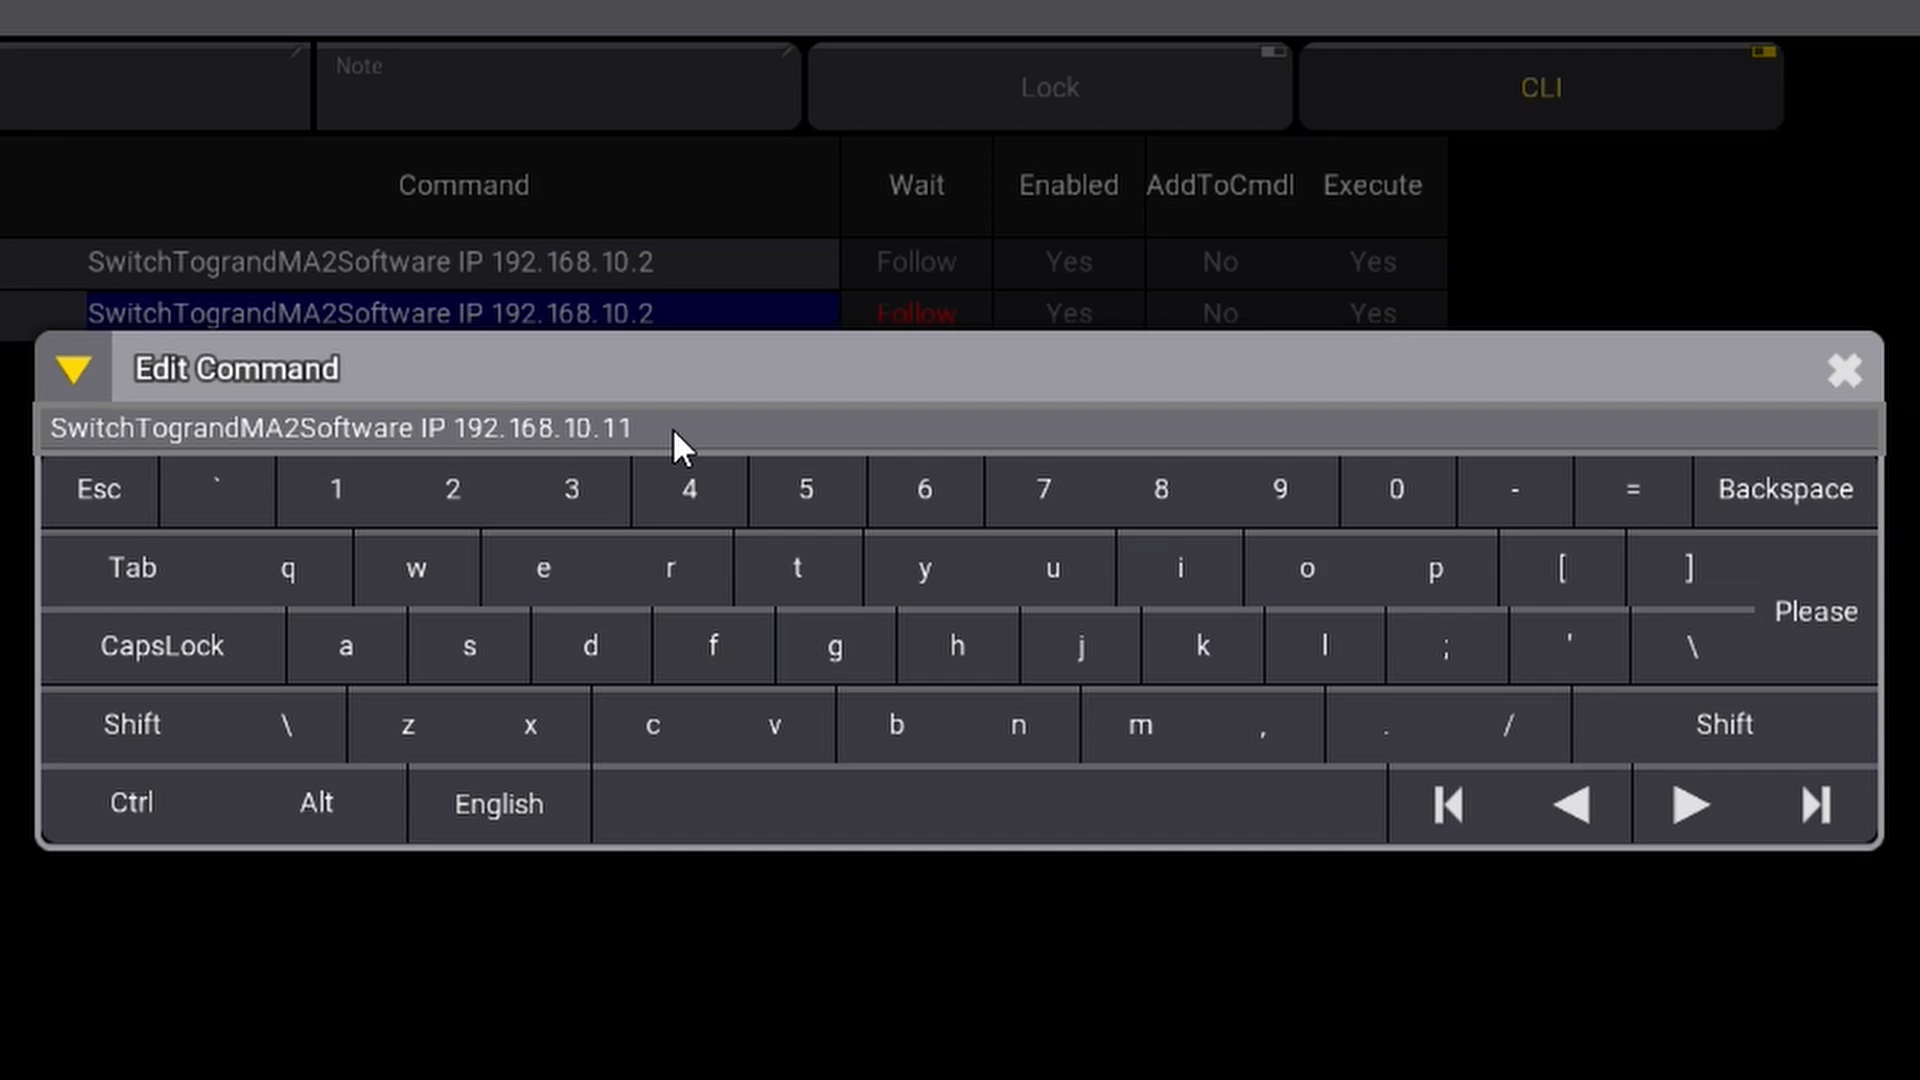 Note
Lock
CLI
Command Wait Enabled AddToCmdl Execute
SwitchTograndMA2Software IP 192.168.10.2 Follow Yes No Yes
SwitchTograndMA2Software IP 192.168.10.2 Follow Yes No Yes
Edit Command
SwitchTograndMA2Software IP 192.168.10.11
Esc ` 1 2 3 4 5 6 7 8 9 0 - = Backspace
Tab q w e r t y u i o p [ ]
Please
CapsLock a s d f g h j k l ; ' \
Shift \ z x c v b n m , . / Shift
Ctrl Alt English